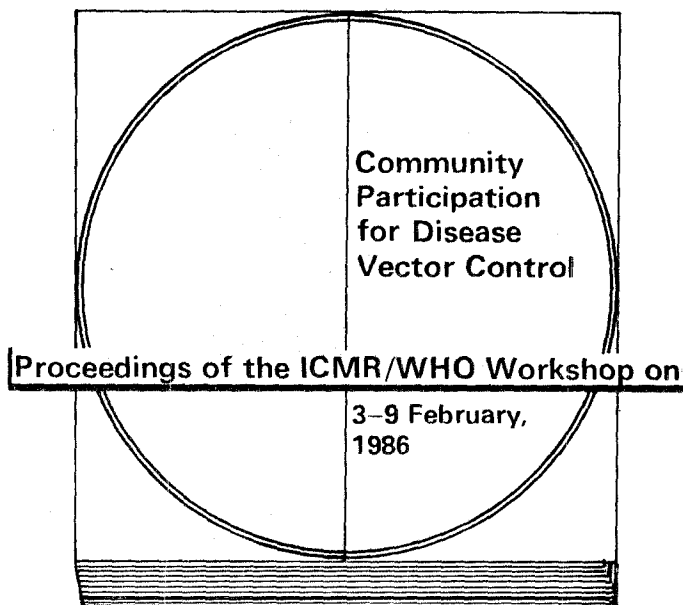 Community
Participation
for Disease
Vector Control
Proceedings of the ICMR/WHO Workshop on
3–9 February,
1986